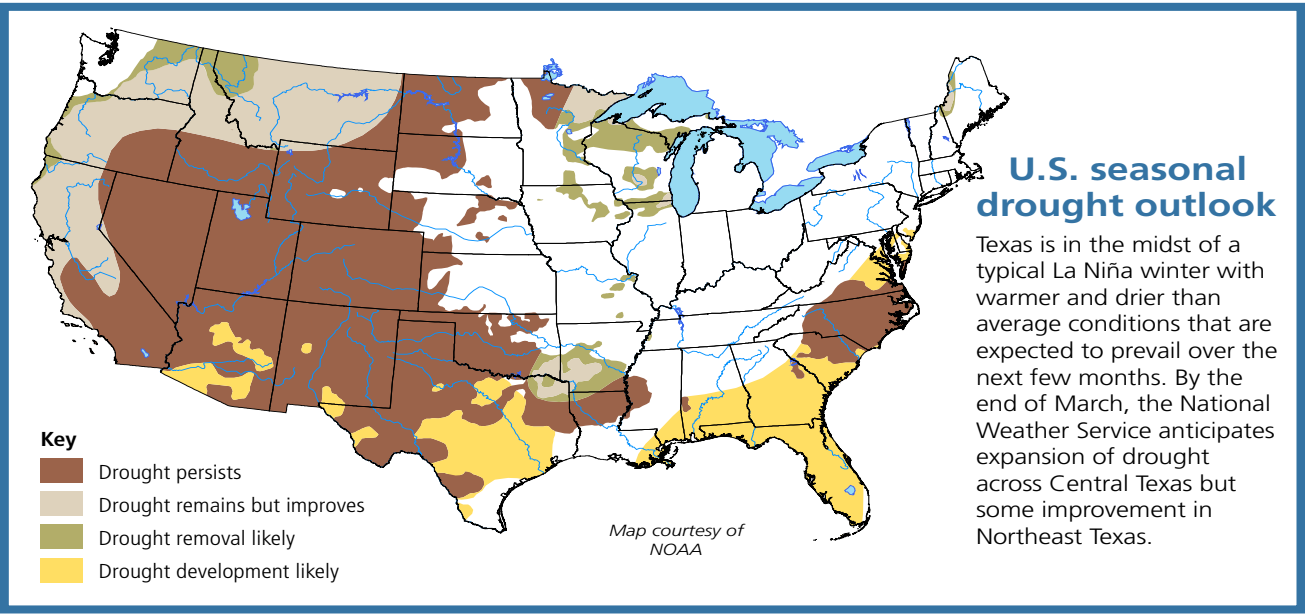 U.S. seasonal
drought outlook
Texas is in the midst of a
typical La Niña winter with
warmer and drier than
average conditions that are
expected to prevail over the
next few months. By the
end of March, the National
Weather Service anticipates
expansion of drought
across Central Texas but
some improvement in
Northeast Texas.
Key
Drought persists
Drought remains but improves
Drought removal likely
Drought development likely
Map courtesy of
NOAA